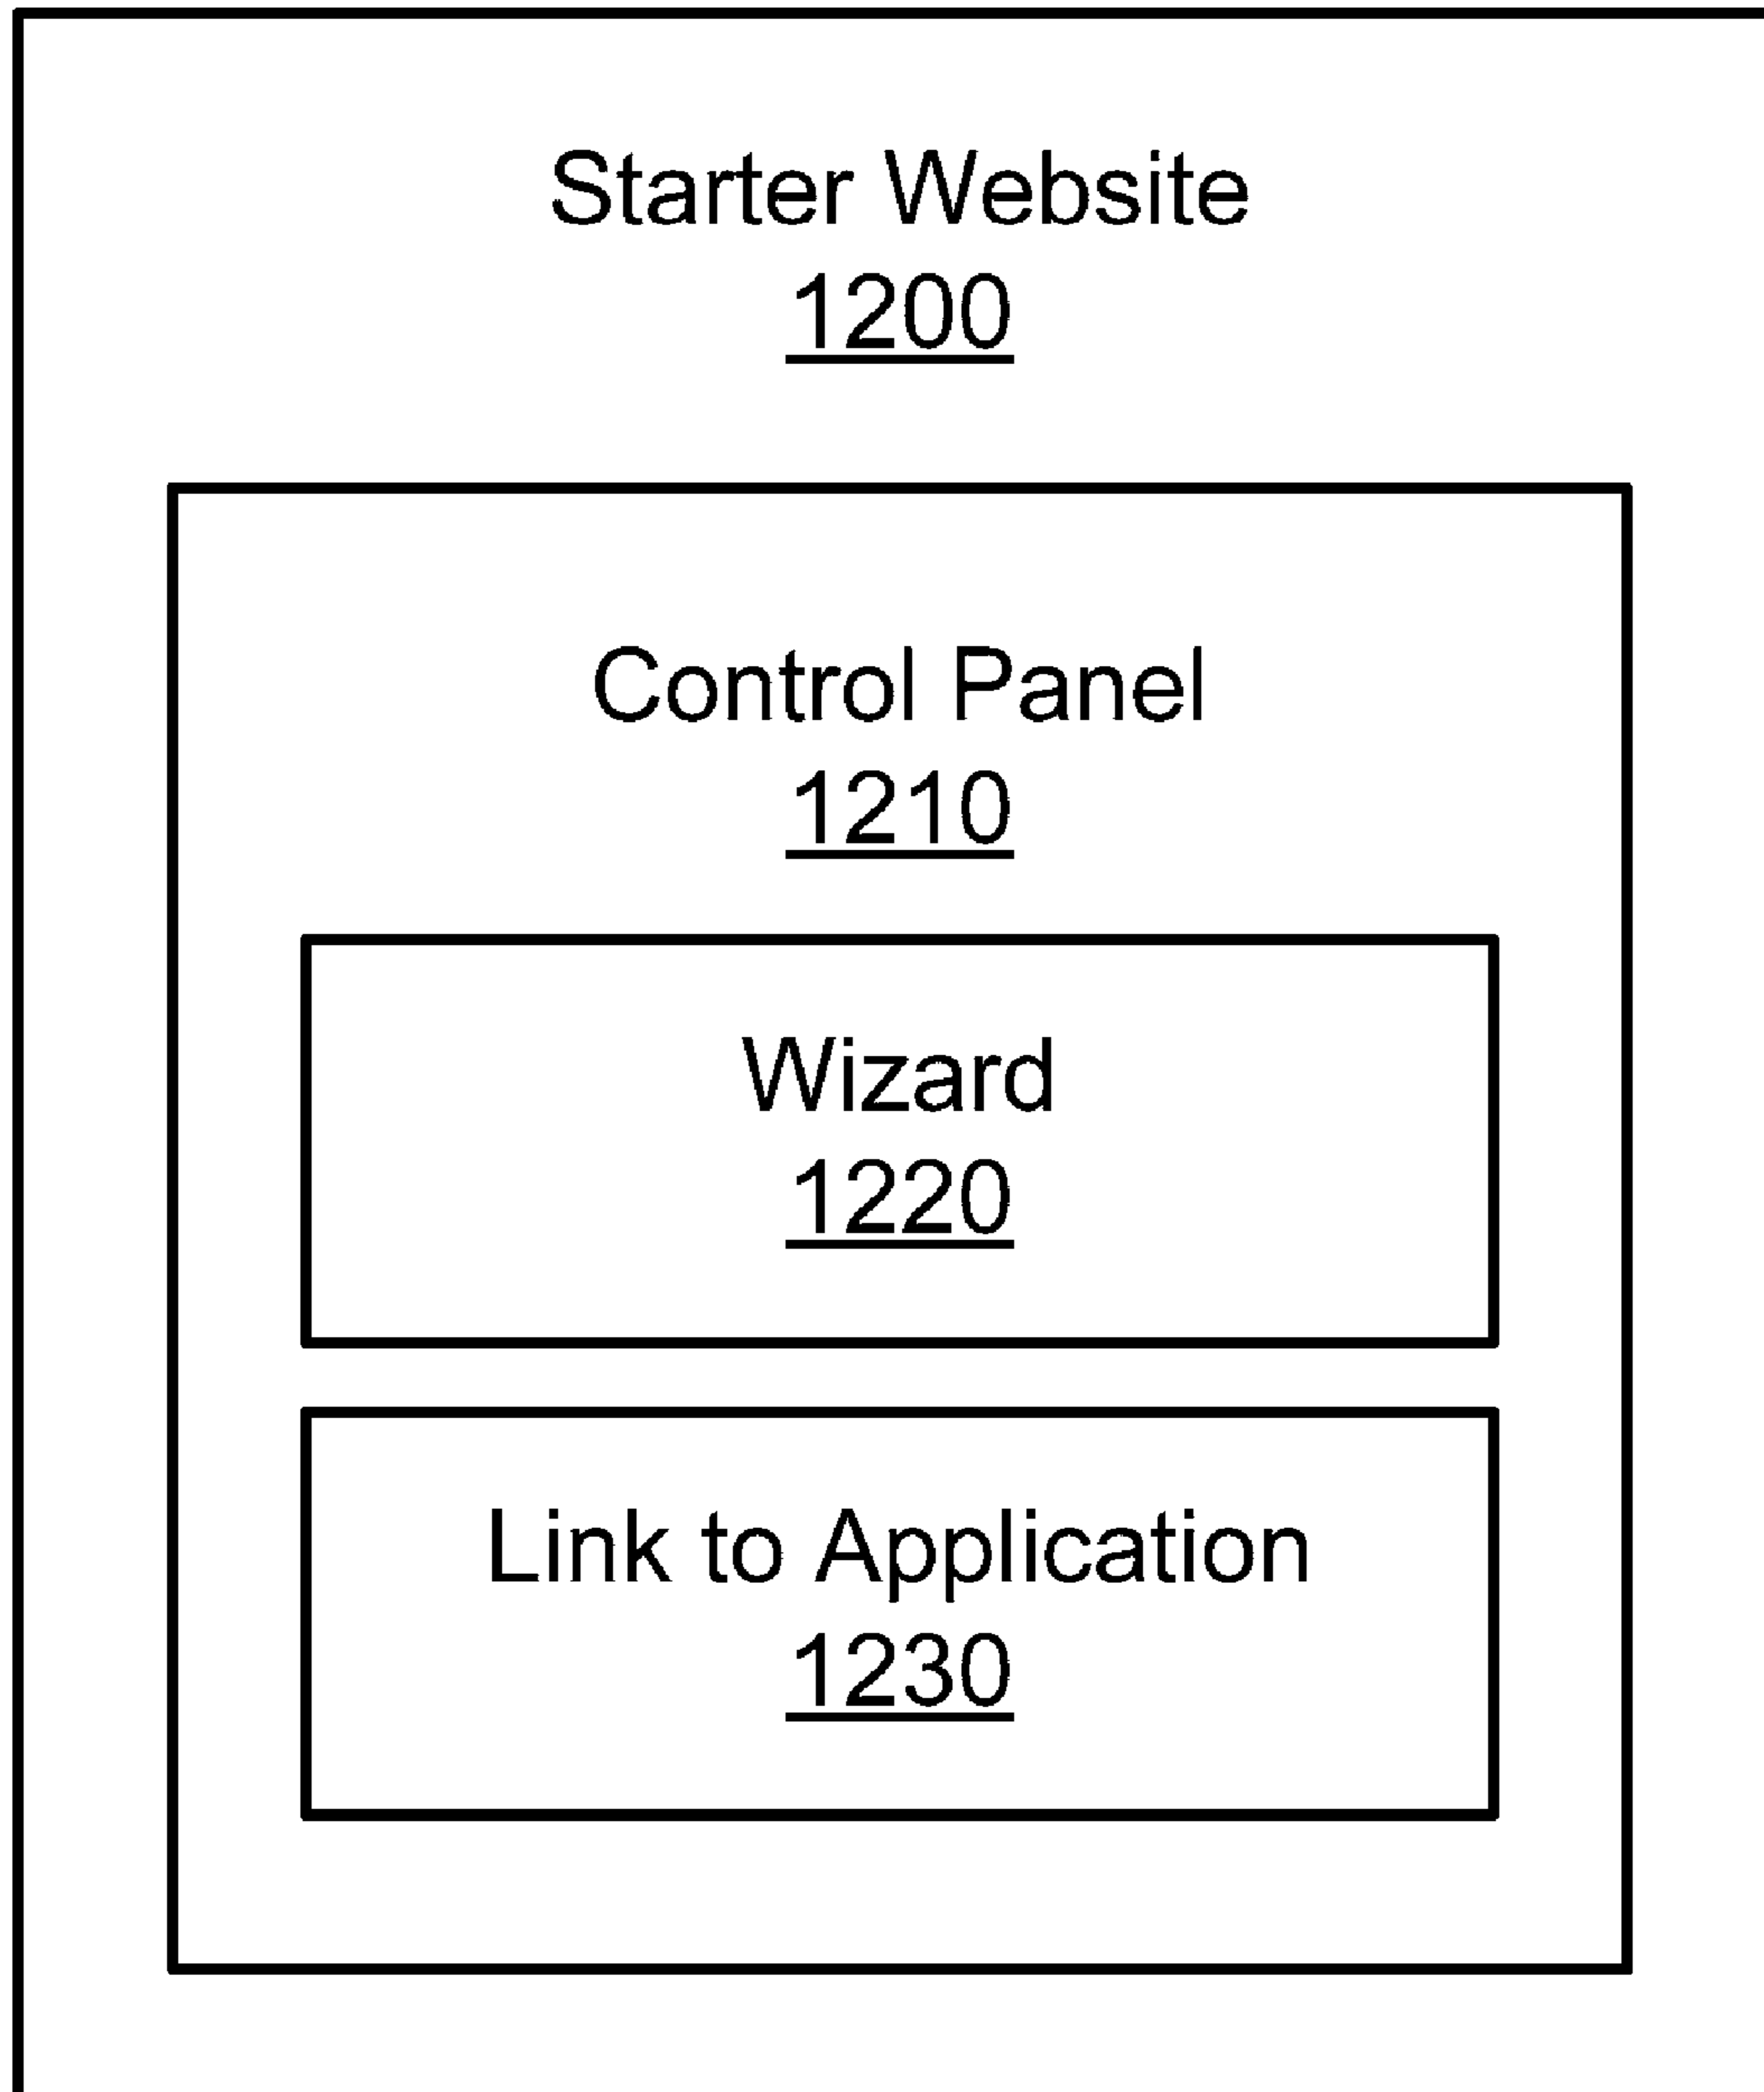 Starter Website
1200
Control Panel
1210
Wizard
1220
Link to Application
1230